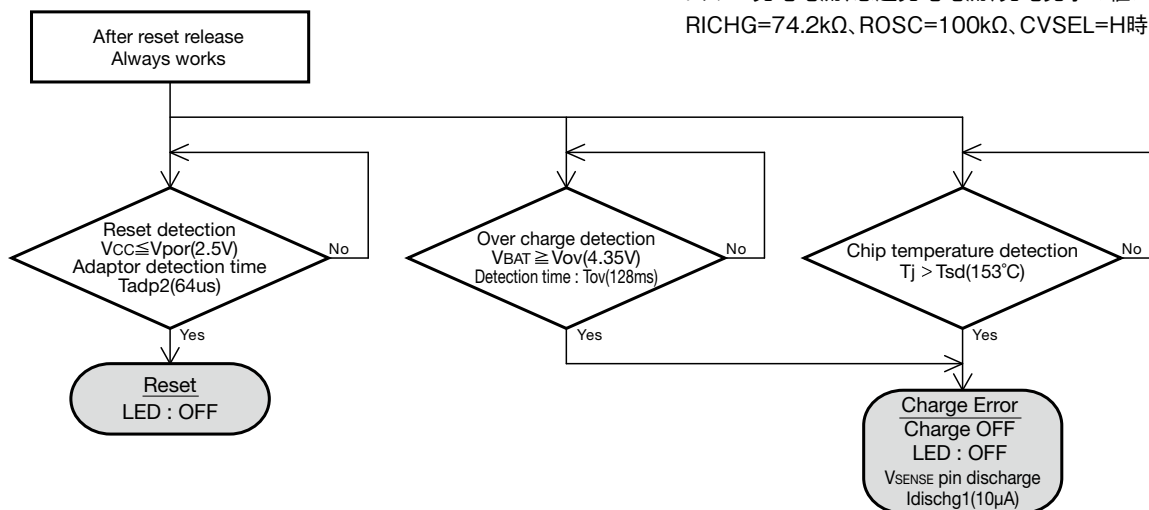 RICHG=74.2kΩ、ROSC=100kΩ、CVSEL=H時
After reset release
Always works
Reset detection
VCC≦Vpor(2.5V)
Adaptor detection time
Tadp2(64us)
No
Yes
Reset
LED : OFF
Over charge detection
VBAT ≧ Vov(4.35V)
Detection time : Tov(128ms)
No
Yes
Chip temperature detection
Tj > Tsd(153℃)
No
Yes
Charge Error
Charge OFF
LED : OFF
VSENSE pin discharge
Idischg1(10μA)